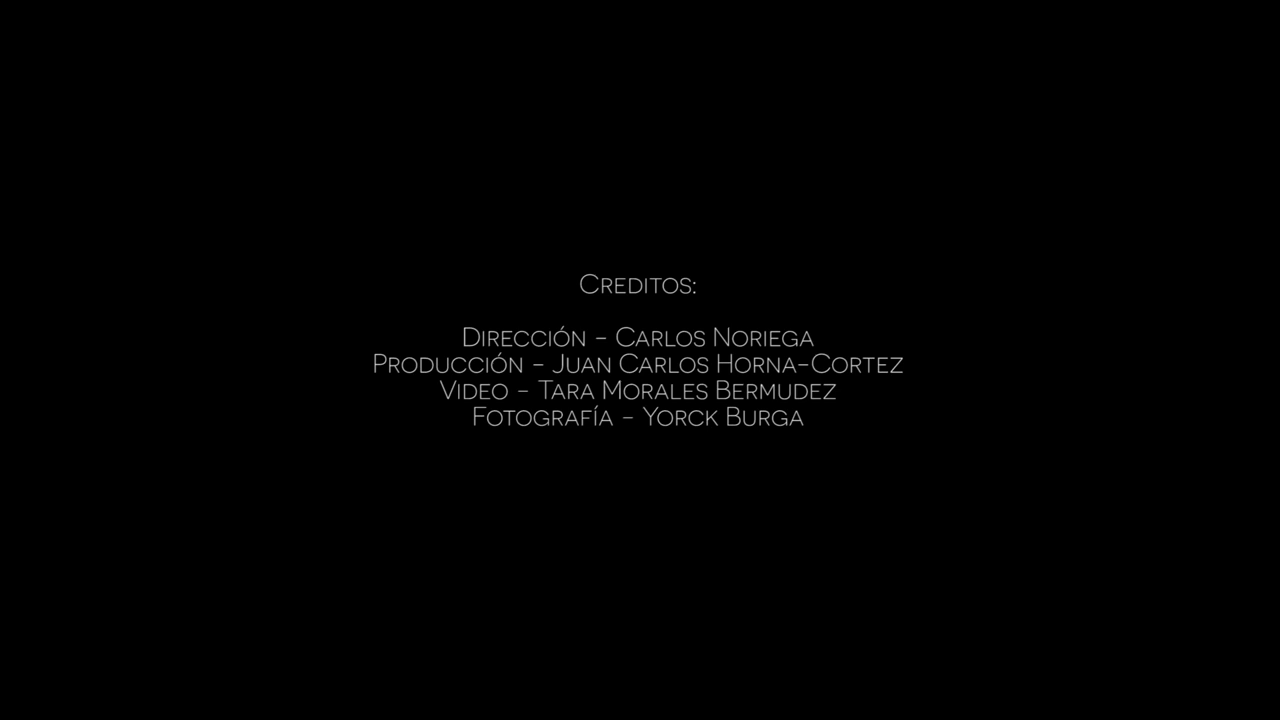 Creditos:
Dirección - Carlos Noriega
Producción - Juan Carlos Horna-Cortez
Video - Tara Morales Bermudez
Fotografía - Yorck Burga